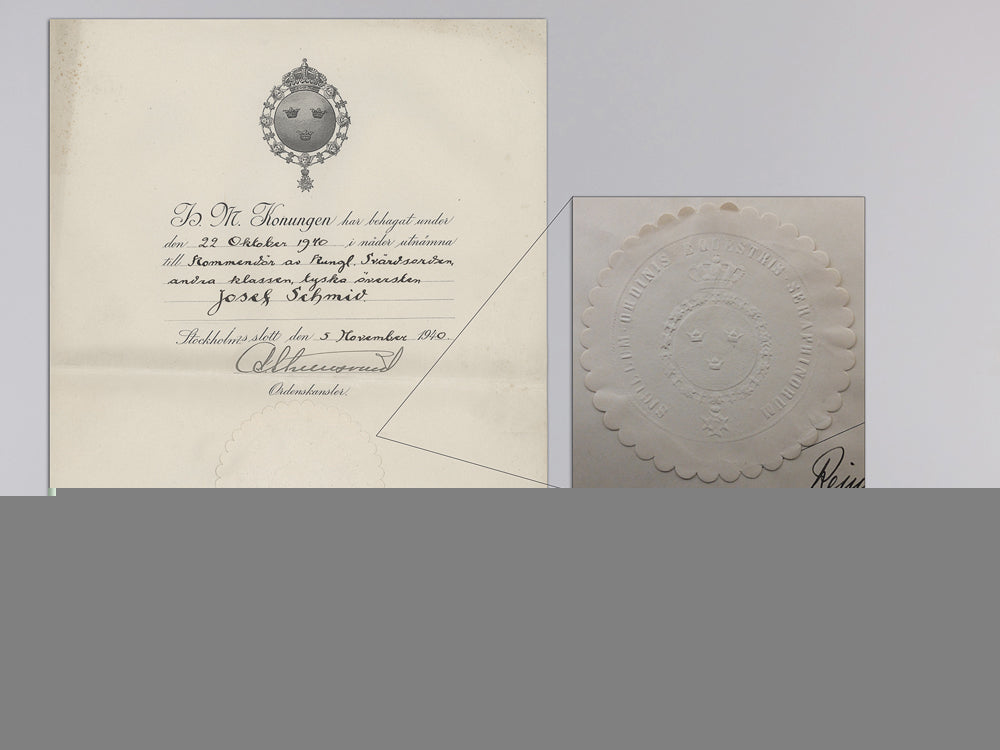 H. M. Konungen har behagat under
den 22 Oktober 1940 i nåder utnämna
till Kommendör av Kungl. Svärdsorden,
andra klassen, tyska översten
Josef Schmid.
Stockholms slott den 5 November 1940.
Ordenskansler.
SIGILLUM ORDINIS EQUESTRIS SERAPHINORUM